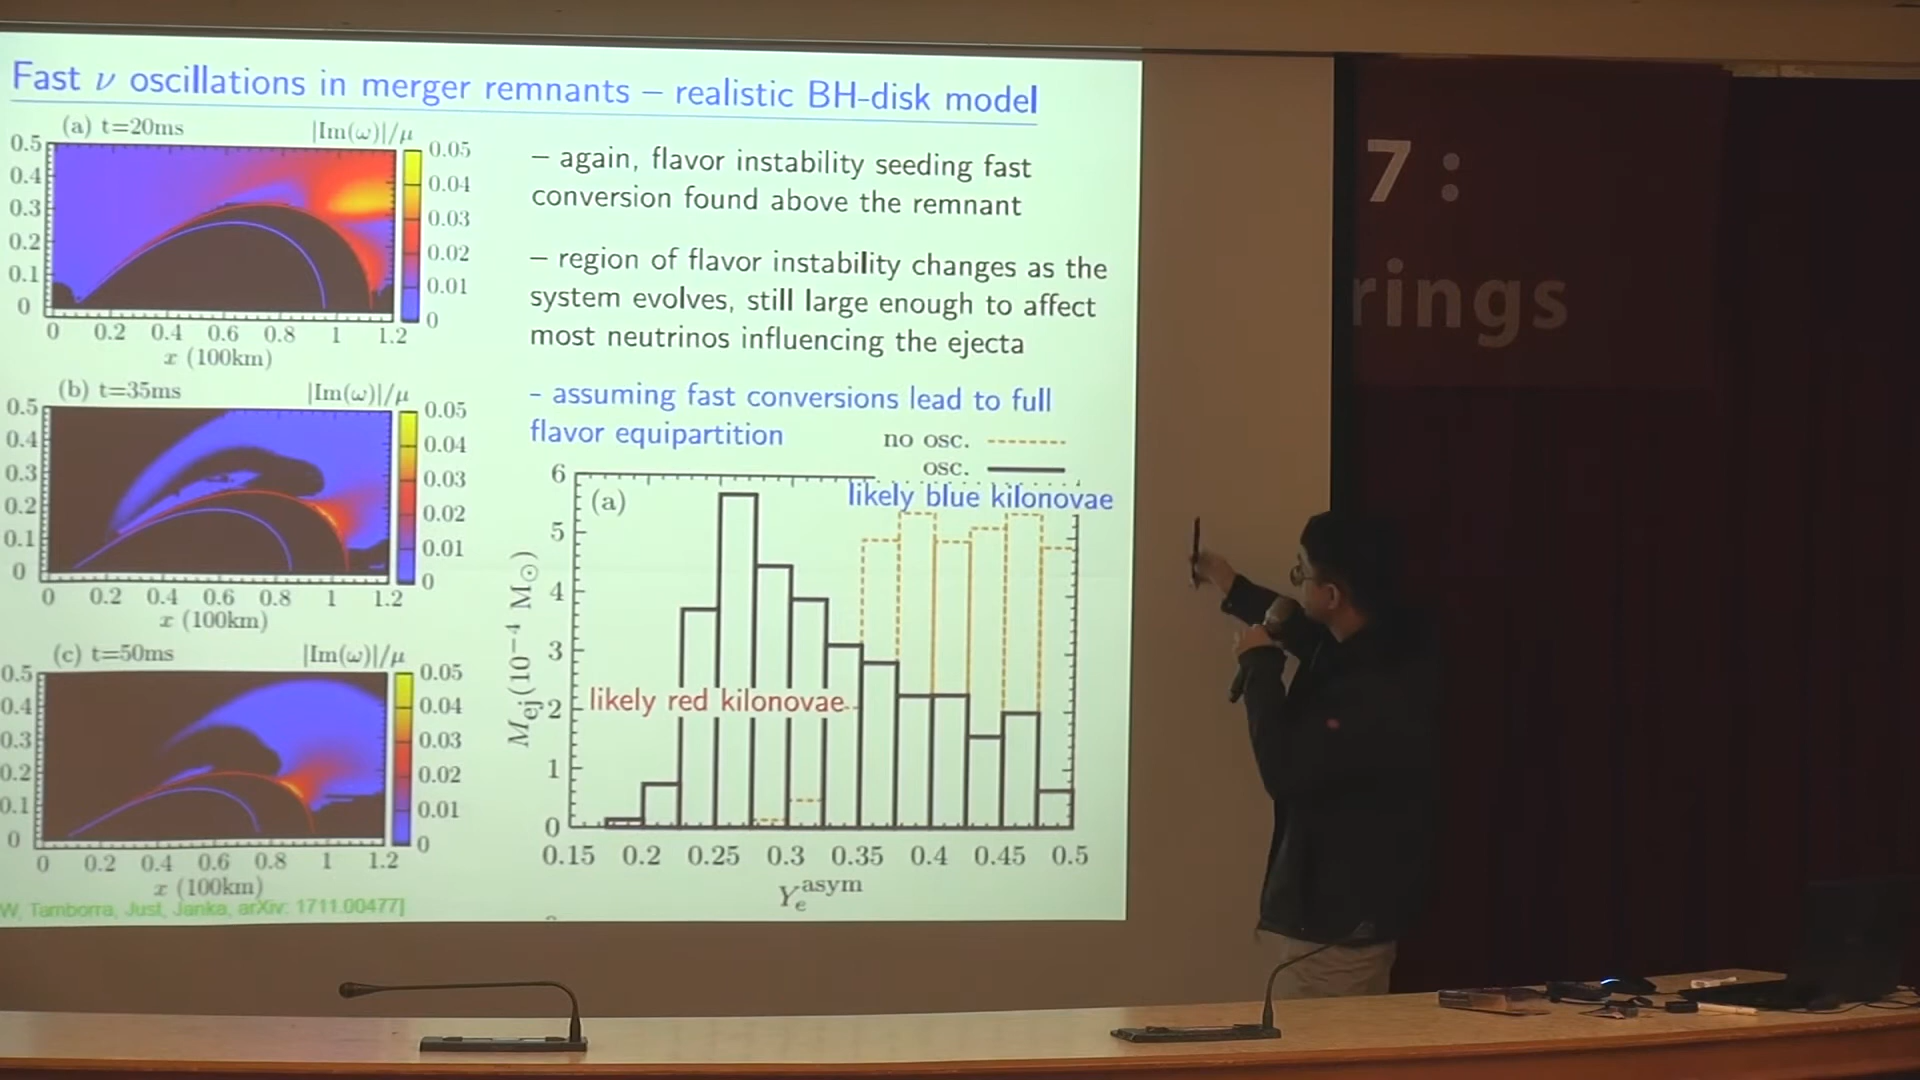 Fast ν oscillations in merger remnants – realistic BH-disk model
(a) t=20ms |Im(ω)|/μ
0.5
0.4
0.3
0.2
0.1
0
0 0.2 0.4 0.6 0.8 1 1.2
x (100km)
0.05
0.04
0.03
0.02
0.01
0
(b) t=35ms |Im(ω)|/μ
0.5
0.4
0.3
0.2
0.1
0
0 0.2 0.4 0.6 0.8 1 1.2
x (100km)
0.05
0.04
0.03
0.02
0.01
0
(c) t=50ms |Im(ω)|/μ
0.5
0.4
0.3
0.2
0.1
0
0 0.2 0.4 0.6 0.8 1 1.2
x (100km)
0.05
0.04
0.03
0.02
0.01
0
W, Tamborra, Just, Janka, arXiv: 1711.00477]
– again, flavor instability seeding fast
conversion found above the remnant
– region of flavor instability changes as the
system evolves, still large enough to affect
most neutrinos influencing the ejecta
- assuming fast conversions lead to full
flavor equipartition
no osc.
osc.
(a)
likely blue kilonovae
likely red kilonovae
M_ej (10⁻⁴ M⊙)
6
5
4
3
2
1
0
0.15 0.2 0.25 0.3 0.35 0.4 0.45 0.5
Y_e^asym
7 :
rings